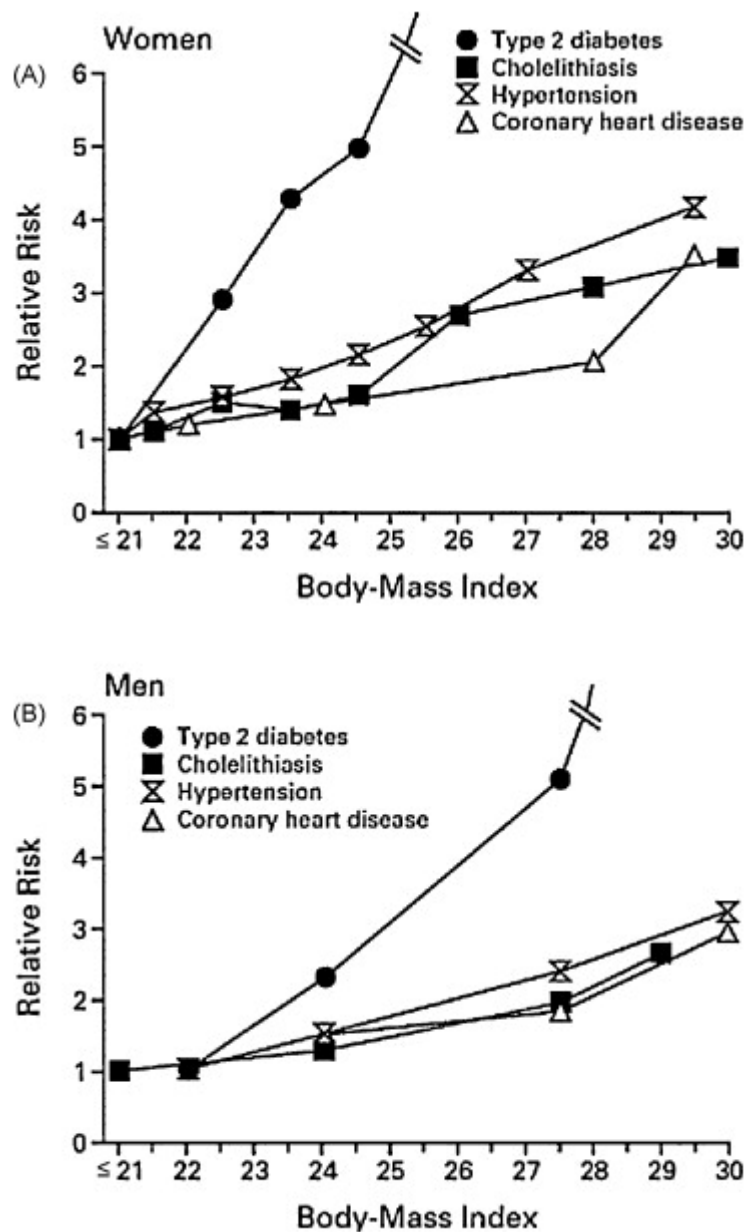 Women
(A)
Type 2 diabetes
Cholelithiasis
Hypertension
Coronary heart disease
6
5
4
3
2
1
0
Relative Risk
≤ 21 22 23 24 25 26 27 28 29 30
Body-Mass Index
Men
(B)
Type 2 diabetes
Cholelithiasis
Hypertension
Coronary heart disease
6
5
4
3
2
1
0
Relative Risk
≤ 21 22 23 24 25 26 27 28 29 30
Body-Mass Index